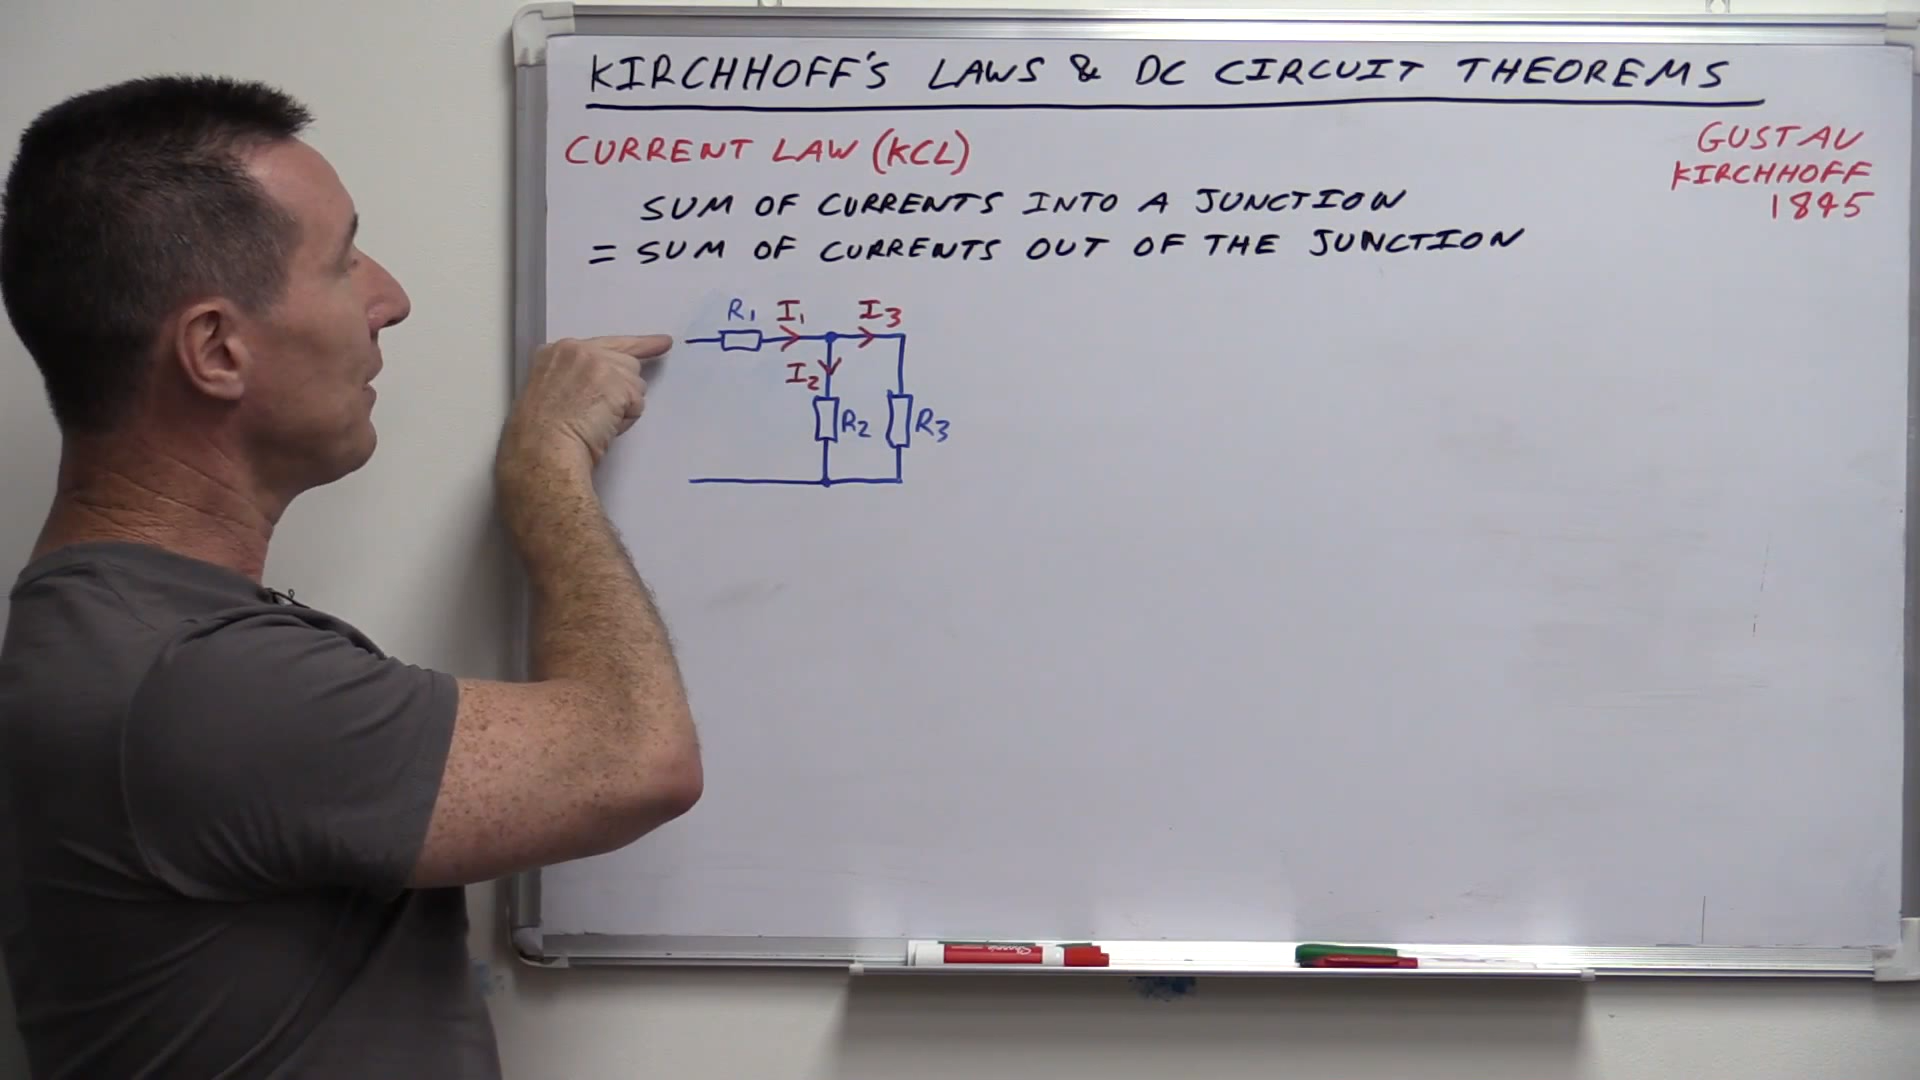 KIRCHHOFF'S LAWS & DC CIRCUIT THEOREMS
CURRENT LAW (KCL)
GUSTAV
KIRCHHOFF
1845
SUM OF CURRENTS INTO A JUNCTION
= SUM OF CURRENTS OUT OF THE JUNCTION
R1 I1 I3
I2
R2 R3